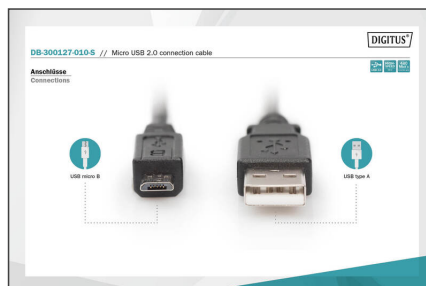 DIGITUS®
DB-300127-010-S // Micro USB 2.0 connection cable
Anschlüsse
Connections
USB micro B
USB type A